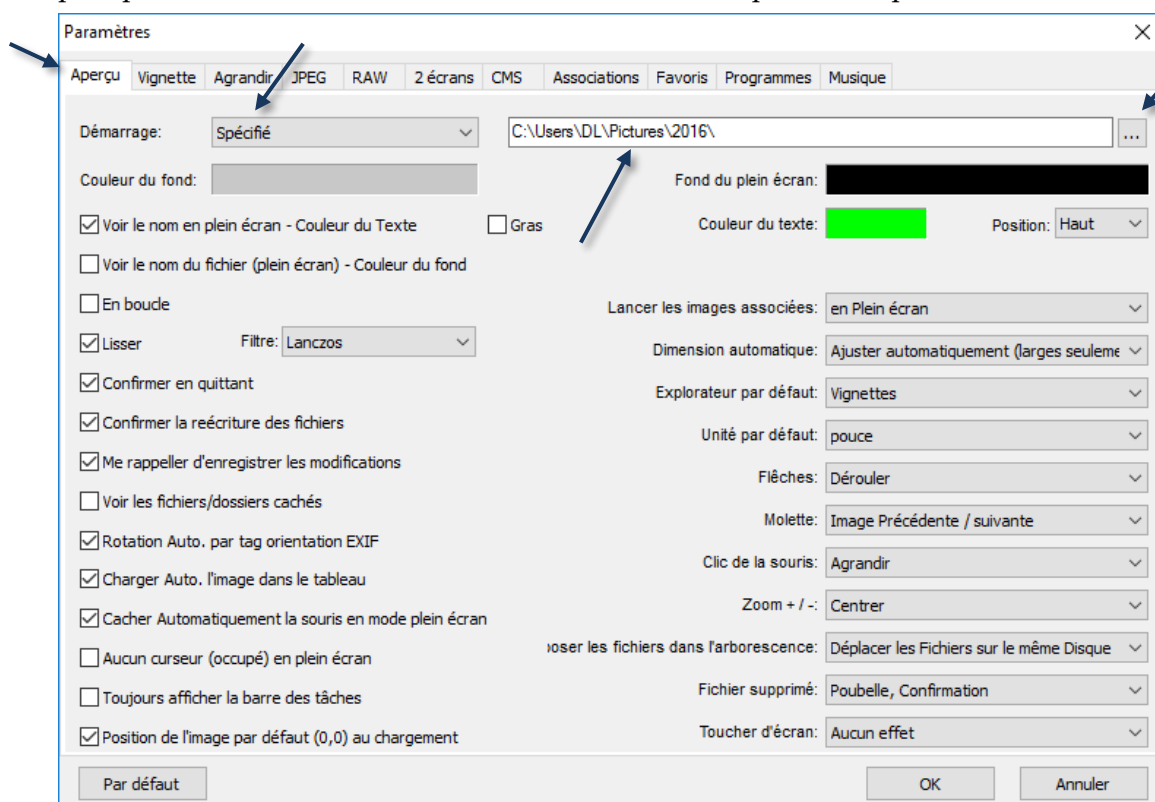 Paramètres
Aperçu Vignette Agrandir JPEG RAW 2 écrans CMS Associations Favoris Programmes Musique
Démarrage: Spécifié C:\Users\DL\Pictures\2016\ ...
Couleur du fond: Fond du plein écran:
Voir le nom en plein écran - Couleur du Texte Gras Couleur du texte: Position: Haut
Voir le nom du fichier (plein écran) - Couleur du fond
En boucle Lancer les images associées: en Plein écran
Lisser Filtre: Lanczos Dimension automatique: Ajuster automatiquement (larges seuleme
Confirmer en quittant Explorateur par défaut: Vignettes
Confirmer la reécriture des fichiers Unité par défaut: pouce
Me rappeller d'enregistrer les modifications Flêches: Dérouler
Voir les fichiers/dossiers cachés Molette: Image Précédente / suivante
Rotation Auto. par tag orientation EXIF Clic de la souris: Agrandir
Charger Auto. l'image dans le tableau Zoom + / -: Centrer
Cacher Automatiquement la souris en mode plein écran oser les fichiers dans l'arborescence: Déplacer les Fichiers sur le même Disque
Aucun curseur (occupé) en plein écran Fichier supprimé: Poubelle, Confirmation
Toujours afficher la barre des tâches Toucher d'écran: Aucun effet
Position de l'image par défaut (0,0) au chargement
Par défaut OK Annuler